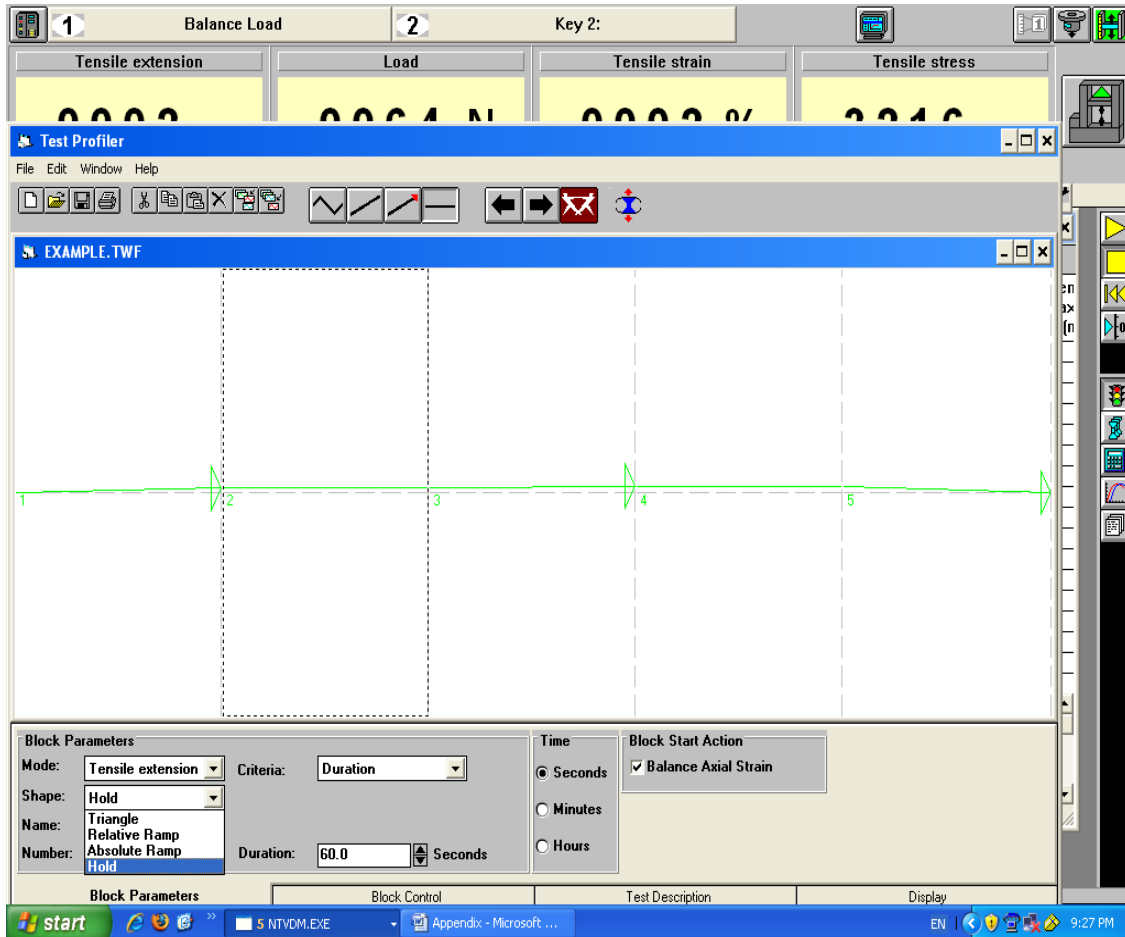 1 Balance Load 2 Key 2:
Tensile extension Load Tensile strain Tensile stress
Test Profiler
File Edit Window Help
EXAMPLE.TWF
1 2 3 4 5
Block Parameters
Mode: Tensile extension Criteria: Duration
Shape: Hold
Triangle
Relative Ramp
Absolute Ramp
Hold
Name:
Number:
Duration: 60.0 Seconds
Time
Seconds
Minutes
Hours
Block Start Action
Balance Axial Strain
Block Parameters Block Control Test Description Display
start 5 NTVDM.EXE Appendix - Microsoft ... EN 9:27 PM